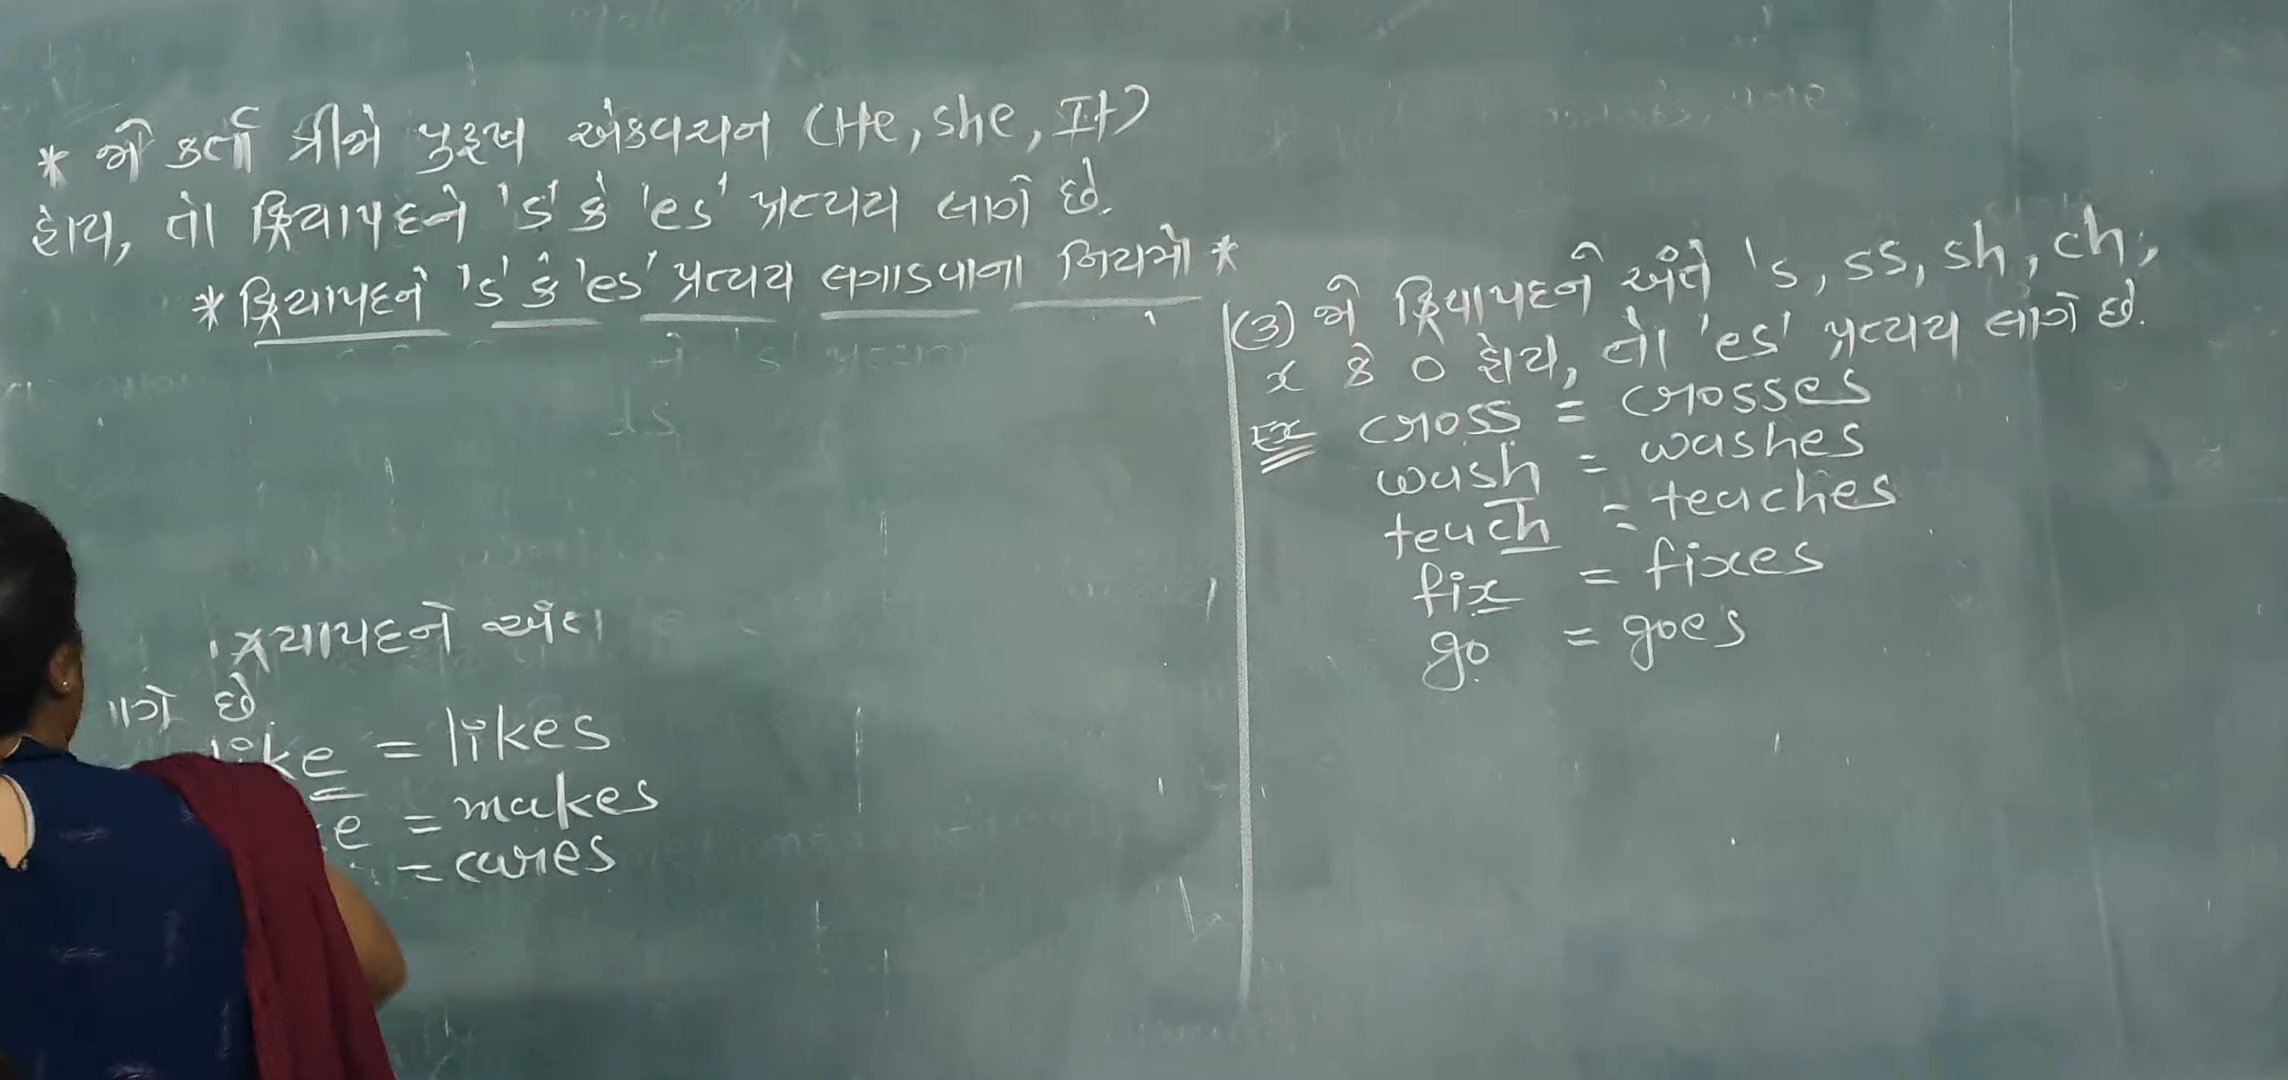 * જો કર્તા ત્રીજો પુરૂષ એકવચન (He, she, It)
હોય, તો ક્રિયાપદને 's' કે 'es' પ્રત્યય લાગે છે.
* ક્રિયાપદને 's' કે 'es' પ્રત્યય લગાડવાના નિયમો *
ક્રિયાપદને અંતે
છે.
= likes
= makes
= cares
(૩) જો ક્રિયાપદને અંતે 's, ss, sh, ch,
x કે o હોય, તો 'es' પ્રત્યય લાગે છે.
Ex cross = crosses
wash = washes
teach = teaches
fix = fixes
go = goes